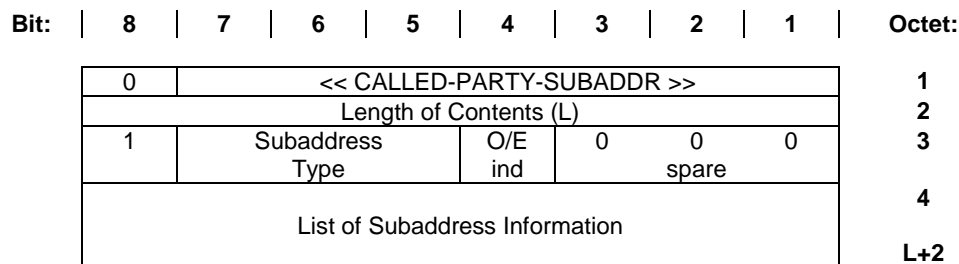 Bit: 8 7 6 5 4 3 2 1 Octet:
0 << CALLED-PARTY-SUBADDR >> 1
Length of Contents (L) 2
1 Subaddress O/E 0 0 0 3
Type ind spare
4
List of Subaddress Information
L+2